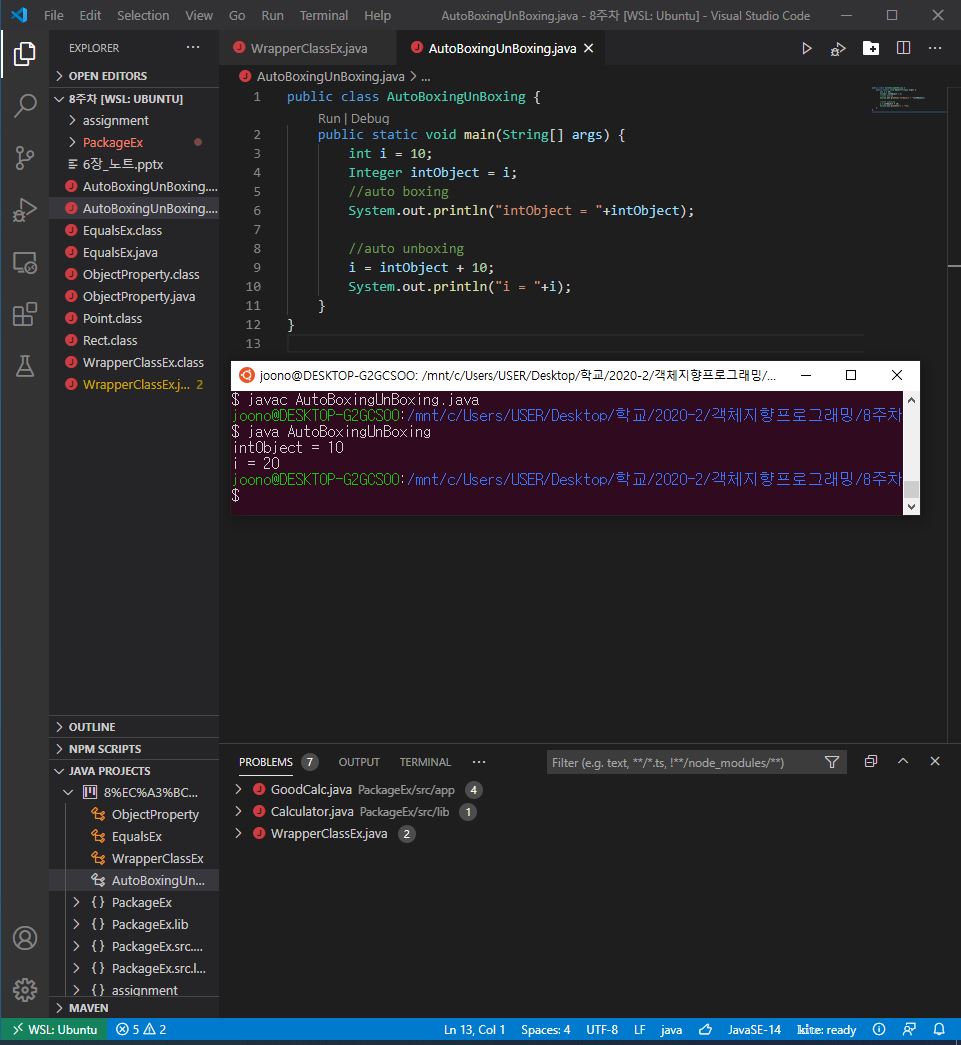 File Edit Selection View Go Run Terminal Help AutoBoxingUnBoxing.java - 8주차 [WSL: Ubuntu] - Visual Studio Code
EXPLORER
OPEN EDITORS
8주차 [WSL: UBUNTU]
assignment
PackageEx
6장_노트.pptx
AutoBoxingUnBoxing....
AutoBoxingUnBoxing....
EqualsEx.class
EqualsEx.java
ObjectProperty.class
ObjectProperty.java
Point.class
Rect.class
WrapperClassEx.class
WrapperClassEx.j... 2
OUTLINE
NPM SCRIPTS
JAVA PROJECTS
8%EC%A3%BC...
ObjectProperty
EqualsEx
WrapperClassEx
AutoBoxingUn...
{} PackageEx
{} PackageEx.lib
{} PackageEx.src....
{} PackageEx.src.l...
{} assignment
MAVEN
WrapperClassEx.java AutoBoxingUnBoxing.java
AutoBoxingUnBoxing.java > ...
1 public class AutoBoxingUnBoxing {
Run | Debug
2 public static void main(String[] args) {
3 int i = 10;
4 Integer intObject = i;
5 //auto boxing
6 System.out.println("intObject = "+intObject);
7
8 //auto unboxing
9 i = intObject + 10;
10 System.out.println("i = "+i);
11 }
12 }
13
joono@DESKTOP-G2GCSOO: /mnt/c/Users/USER/Desktop/학교/2020-2/객체지향프로그래밍/...
$ javac AutoBoxingUnBoxing.java
joono@DESKTOP-G2GCSOO:/mnt/c/Users/USER/Desktop/학교/2020-2/객체지향프로그래밍/8주차
$ java AutoBoxingUnBoxing
intObject = 10
i = 20
joono@DESKTOP-G2GCSOO:/mnt/c/Users/USER/Desktop/학교/2020-2/객체지향프로그래밍/8주차
$
PROBLEMS 7 OUTPUT TERMINAL ... Filter (e.g. text, **/*.ts, !**/node_modules/**)
GoodCalc.java PackageEx/src/app 4
Calculator.java PackageEx/src/lib 1
WrapperClassEx.java 2
WSL: Ubuntu 5 2 Ln 13, Col 1 Spaces: 4 UTF-8 LF java JavaSE-14 kite: ready